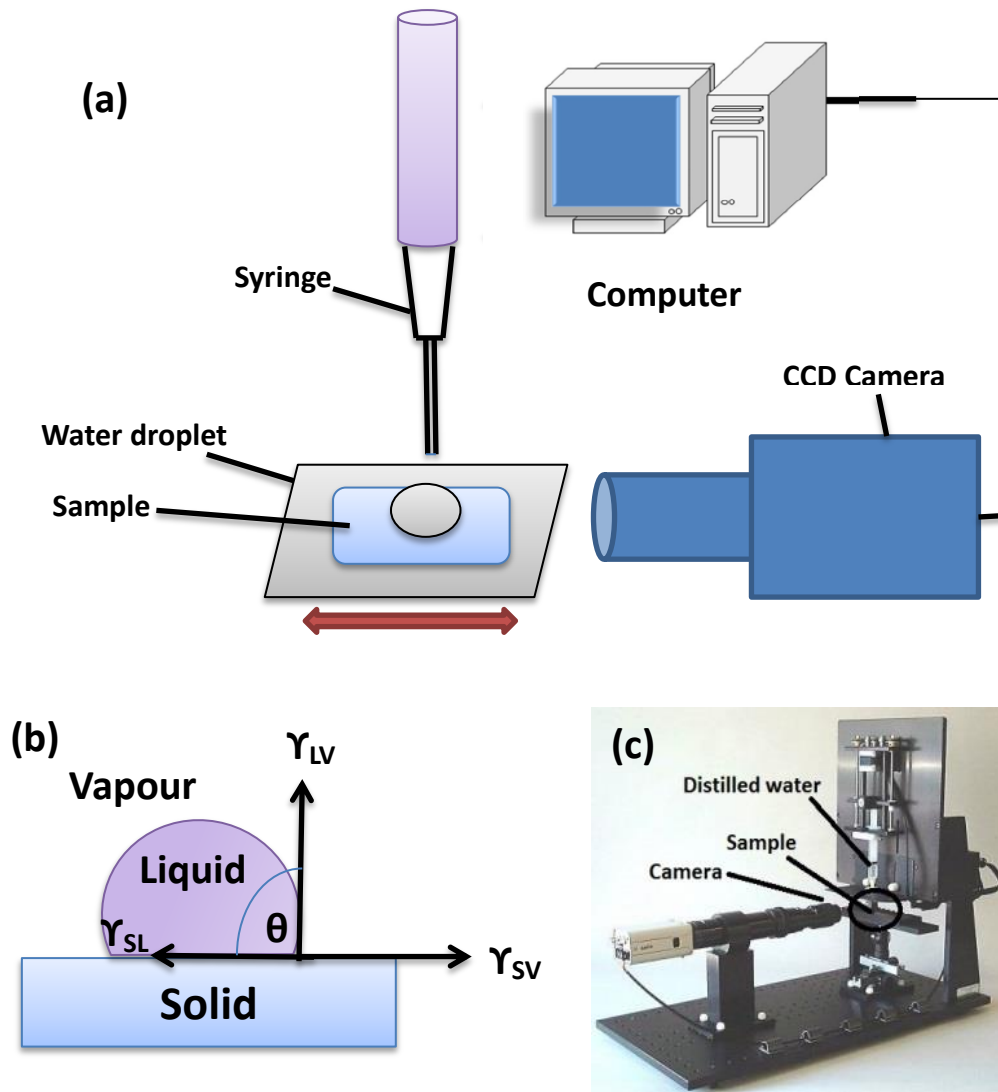 (a)
Syringe
Computer
CCD Camera
Water droplet
Sample
(b)
ϒLV
Vapour
Liquid
ϒSL
θ
ϒSV
Solid
(c)
Distilled water
Sample
Camera